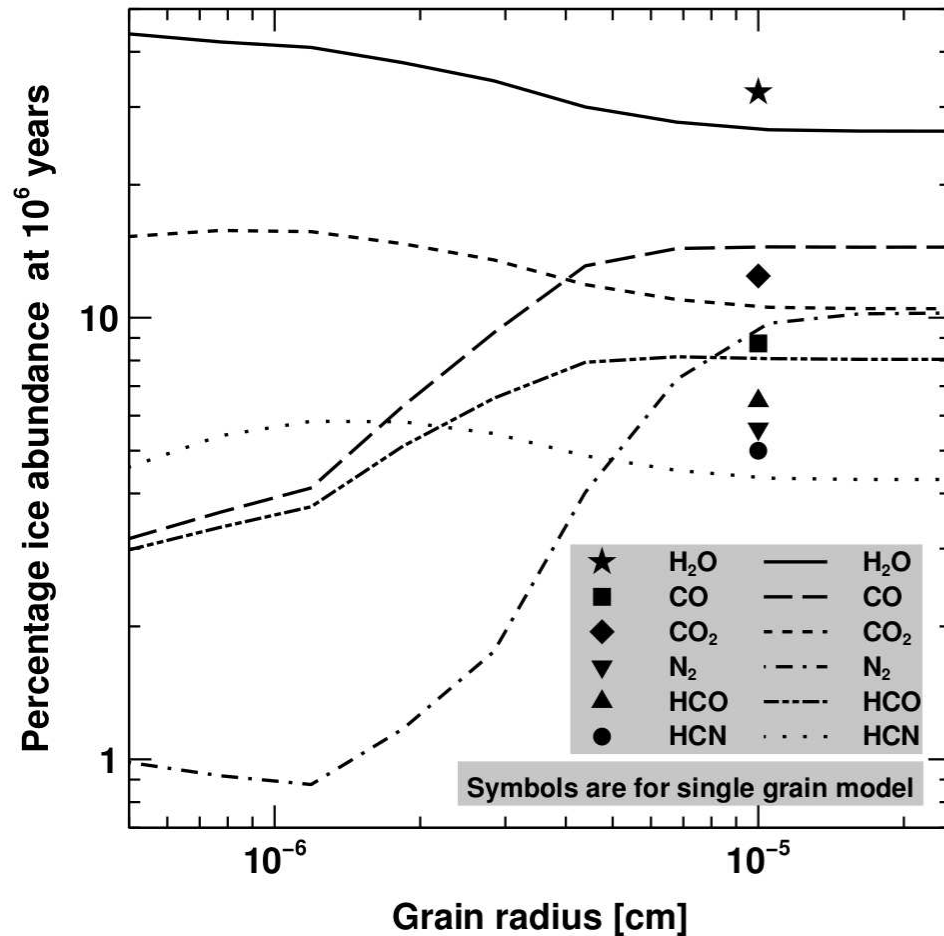 Percentage ice abundance at 10⁶ years
10
1
H₂O H₂O
CO CO
CO₂ CO₂
N₂ N₂
HCO HCO
HCN HCN
Symbols are for single grain model
10⁻⁶ 10⁻⁵
Grain radius [cm]